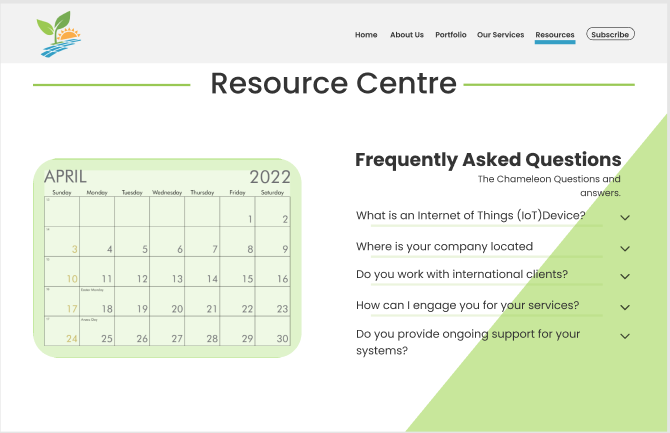 Home About Us Portfolio Our Services Resources Subscribe
Resource Centre
APRIL 2022
Sunday Monday Tuesday Wednesday Thursday Friday Saturday
1 2
3 4 5 6 7 8 9
10 11 12 13 14 15 16
Easter Monday
17 18 19 20 21 22 23
Anzac Day
24 25 26 27 28 29 30
Frequently Asked Questions
The Chameleon Questions and
answers.
What is an Internet of Things (IoT)Device?
Where is your company located
Do you work with international clients?
How can I engage you for your services?
Do you provide ongoing support for your
systems?